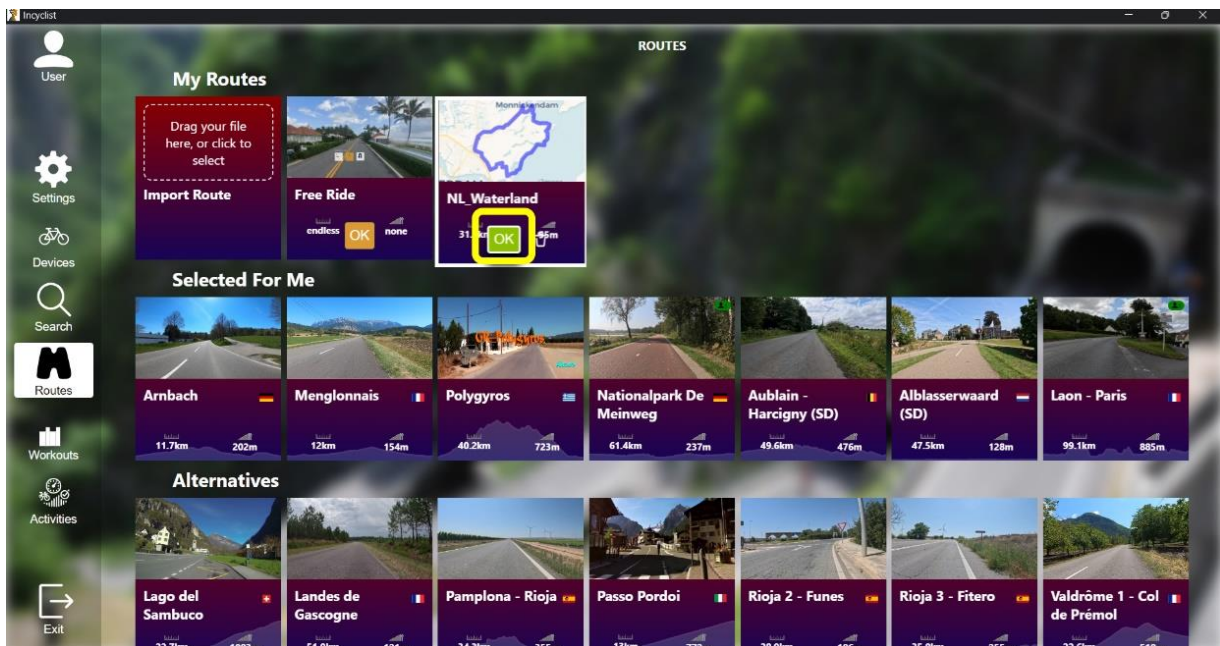 Incyclist
ROUTES
User
Settings
Devices
Search
Routes
Workouts
Activities
Exit
My Routes
Drag your file
here, or click to
select
Import Route
Free Ride
endless
OK
none
Monnickendam
NL_Waterland
OK
Selected For Me
Arnbach
11.7km
202m
Menglonnais
12km
154m
Polygyros
40.2km
723m
Nationalpark De
Meinweg
61.4km
237m
Aublain -
Harcigny (SD)
49.6km
476m
Alblasserwaard
(SD)
47.5km
128m
Laon - Paris
99.1km
885m
Alternatives
Lago del
Sambuco
Landes de
Gascogne
Pamplona - Rioja
Passo Pordoi
Rioja 2 - Funes
Rioja 3 - Fitero
Valdrôme 1 - Col
de Prémol